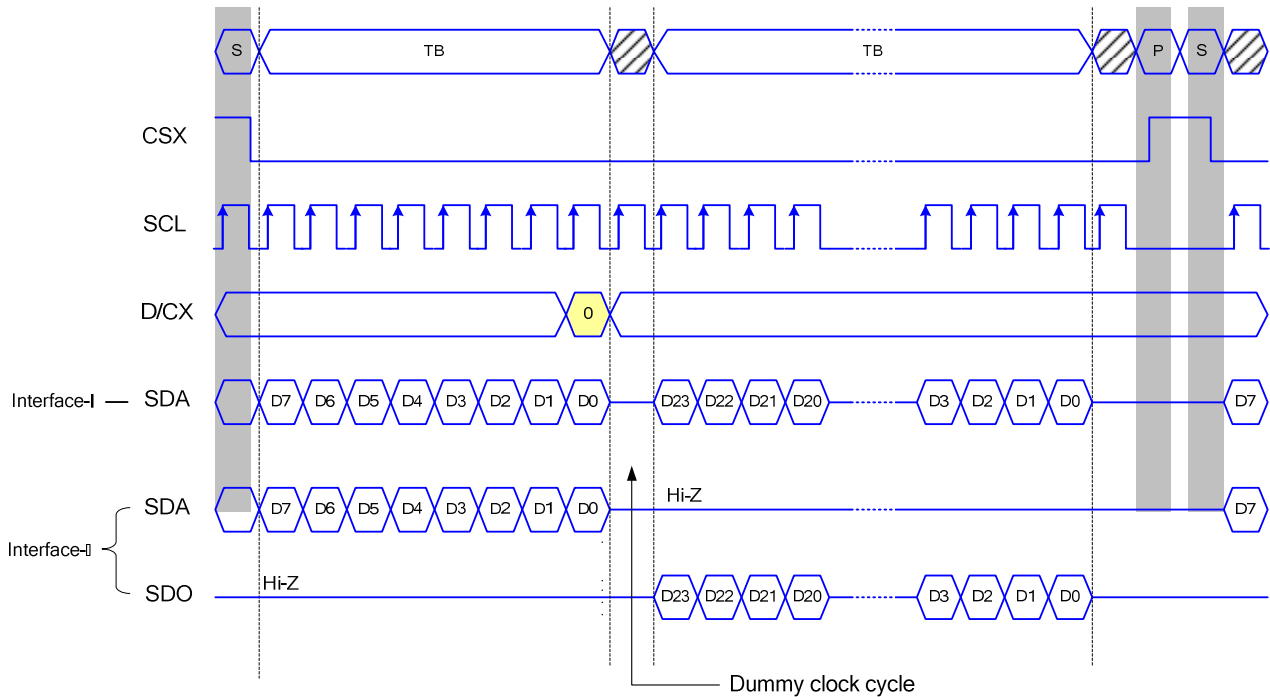 S TB TB P S
CSX
SCL
D/CX 0
Interface-I SDA D7 D6 D5 D4 D3 D2 D1 D0 D23 D22 D21 D20 D3 D2 D1 D0 D7
Hi-Z
SDA D7 D6 D5 D4 D3 D2 D1 D0 D7
Interface-▯
Hi-Z
SDO D23 D22 D21 D20 D3 D2 D1 D0
Dummy clock cycle